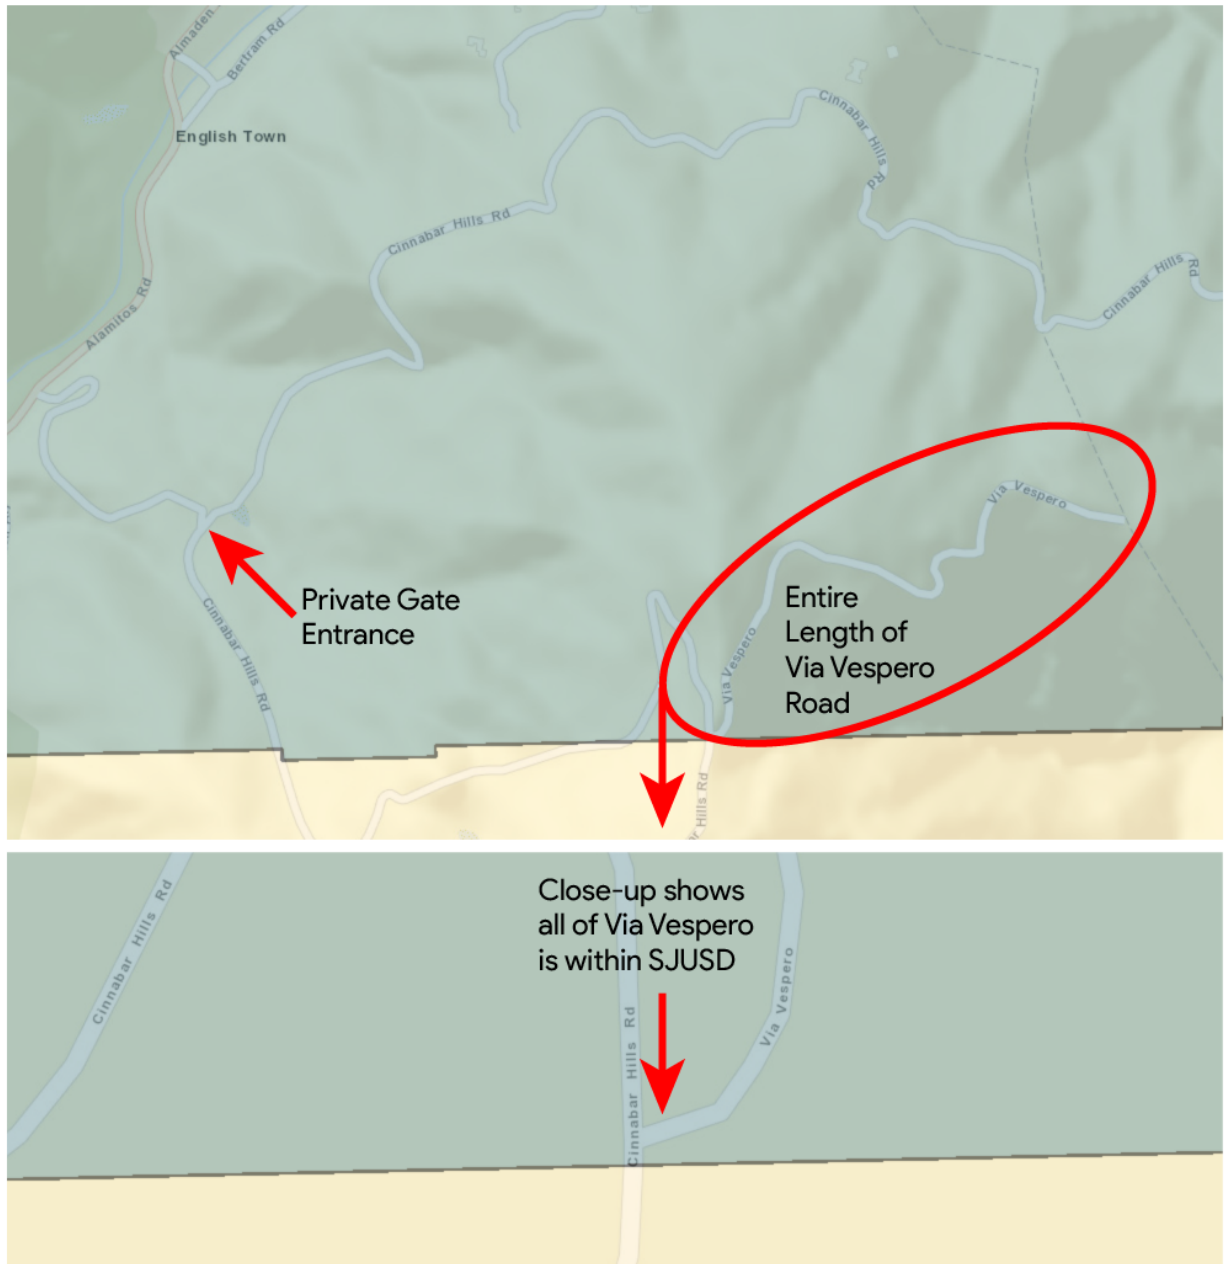 Almaden
Bertram Rd
English Town
Cinnabar Hills Rd
Cinnabar Hills Rd
Cinnabar Hills Rd
Alamitos Rd
Via Vespero
Private Gate
Entrance
Entire
Length of
Via Vespero
Road
Cinnabar Hills Rd
Via Vespero
Hills Rd
Close-up shows
all of Via Vespero
is within SJUSD
Cinnabar Hills Rd
Cinnabar Hills Rd
Via Vespero